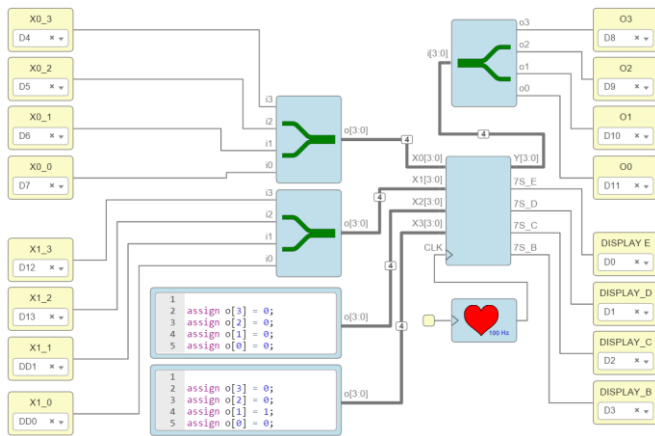 X0_3
D4
X0_2
D5
X0_1
D6
X0_0
D7
X1_3
D12
X1_2
D13
X1_1
DD1
X1_0
DD0
i3
i2
i1
i0
o[3:0]
4
i3
i2
i1
i0
o[3:0]
4
1
2 assign o[3] = 0;
3 assign o[2] = 0;
4 assign o[1] = 0;
5 assign o[0] = 0;
o[3:0]
4
1
2 assign o[3] = 0;
3 assign o[2] = 0;
4 assign o[1] = 1;
5 assign o[0] = 0;
o[3:0]
4
i[3:0]
o3
o2
o1
o0
4
X0[3:0]
X1[3:0]
X2[3:0]
X3[3:0]
CLK
Y[3:0]
7S_E
7S_D
7S_C
7S_B
100 Hz
O3
D8
O2
D9
O1
D10
O0
D11
DISPLAY E
D0
DISPLAY_D
D1
DISPLAY_C
D2
DISPLAY_B
D3